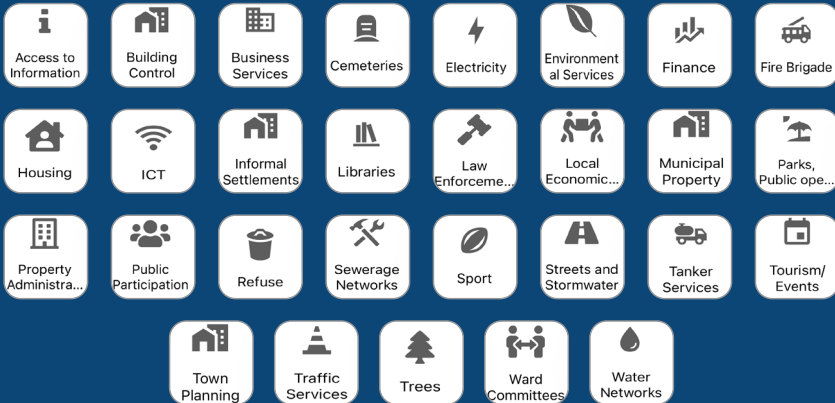 Access to
Information
Building
Control
Business
Services
Cemeteries
Electricity
Environment
al Services
Finance
Fire Brigade
Housing
ICT
Informal
Settlements
Libraries
Law
Enforceme...
Local
Economic...
Municipal
Property
Parks,
Public ope...
Property
Administra...
Public
Participation
Refuse
Sewerage
Networks
Sport
Streets and
Stormwater
Tanker
Services
Tourism/
Events
Town
Planning
Traffic
Services
Trees
Ward
Committees
Water
Networks